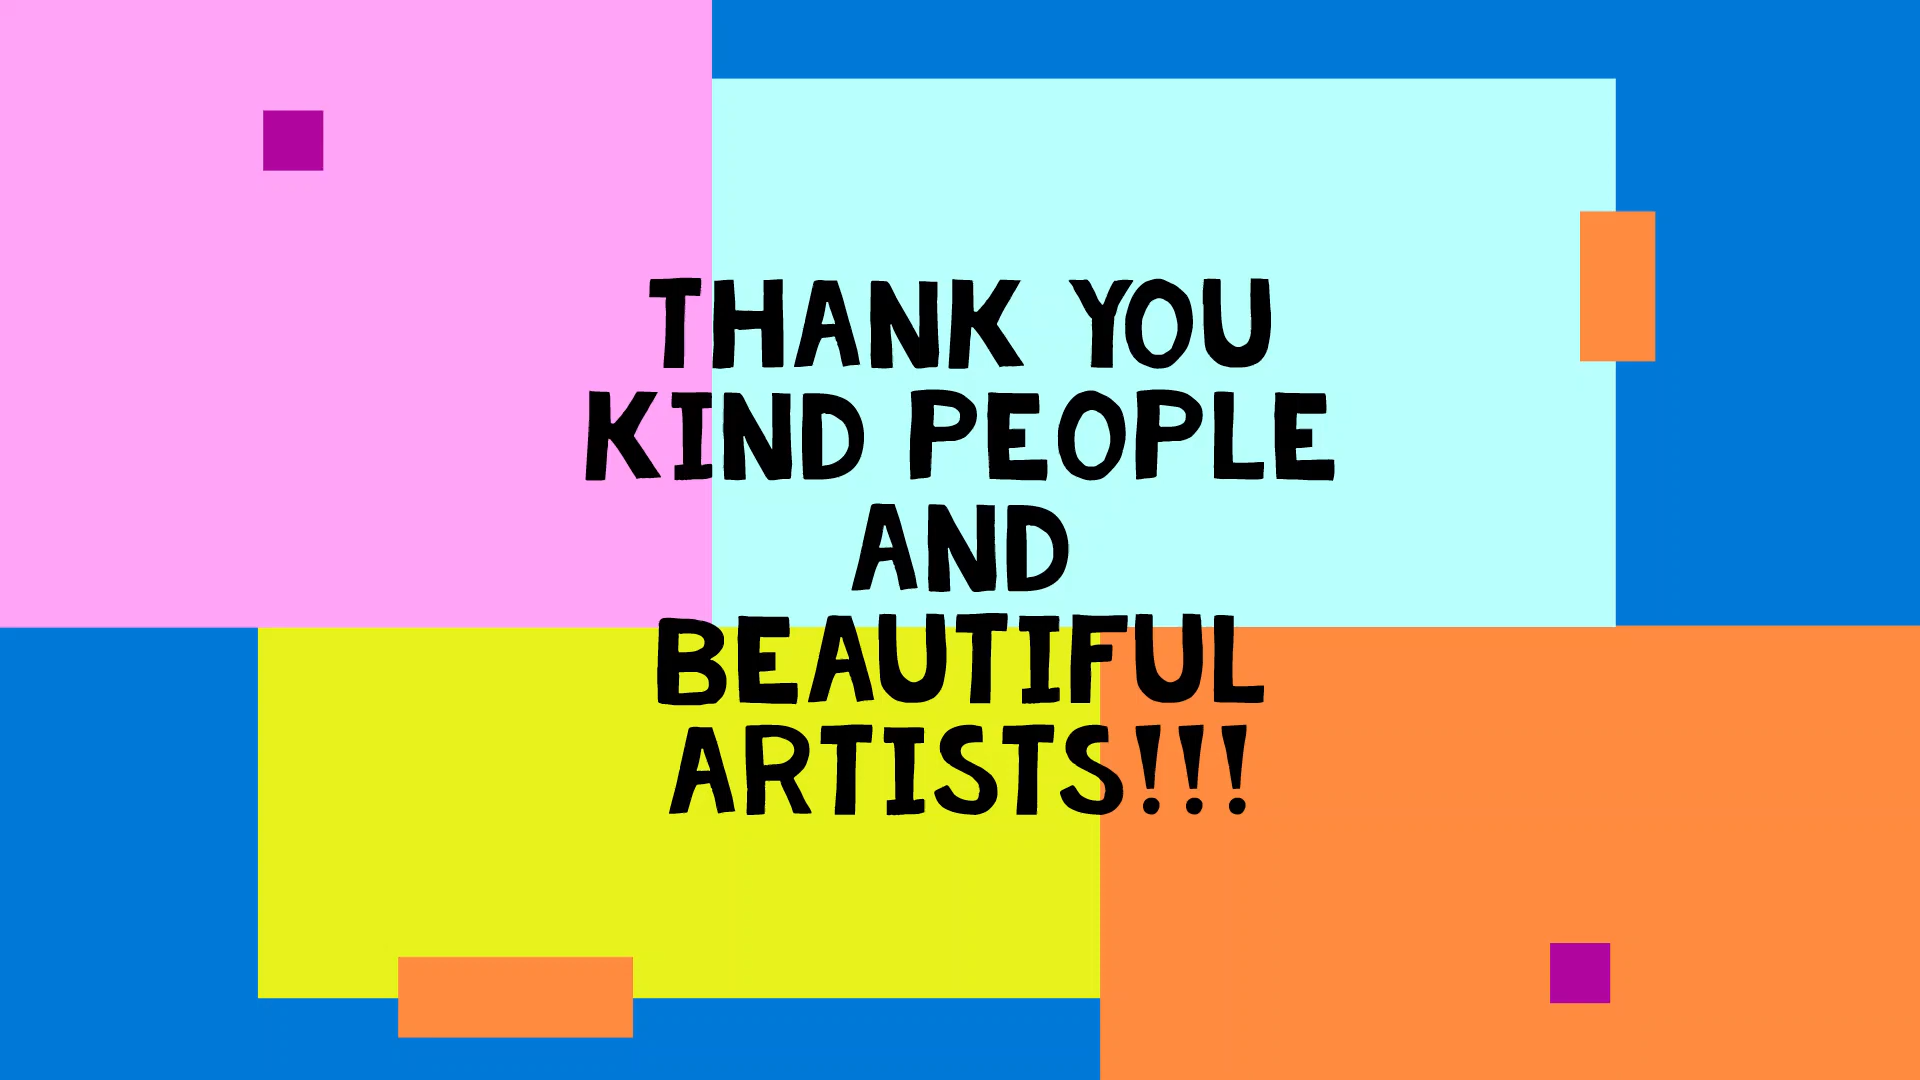 THANK YOU
KIND PEOPLE
AND
BEAUTIFUL
ARTISTS!!!